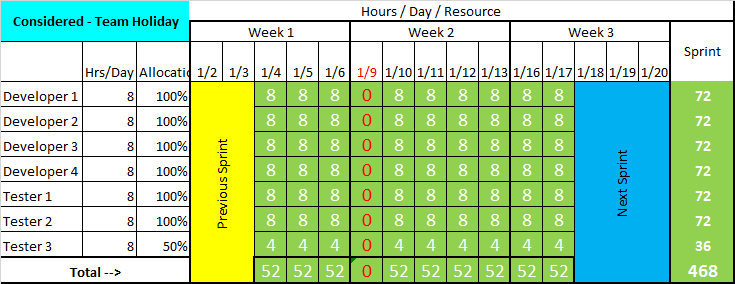 Considered - Team Holiday Hours / Day / Resource
Week 1 Week 2 Week 3 Sprint
Hrs/Day Allocatio 1/2 1/3 1/4 1/5 1/6 1/9 1/10 1/11 1/12 1/13 1/16 1/17 1/18 1/19 1/20
Developer 1 8 100% 8 8 8 0 8 8 8 8 8 8 72
Developer 2 8 100% 8 8 8 0 8 8 8 8 8 8 72
Developer 3 8 100% 8 8 8 0 8 8 8 8 8 8 72
Developer 4 8 100% 8 8 8 0 8 8 8 8 8 8 72
Tester 1 8 100% 8 8 8 0 8 8 8 8 8 8 72
Tester 2 8 100% 8 8 8 0 8 8 8 8 8 8 72
Tester 3 8 50% 4 4 4 0 4 4 4 4 4 4 36
Total --> 52 52 52 0 52 52 52 52 52 52 468
Previous Sprint
Next Sprint